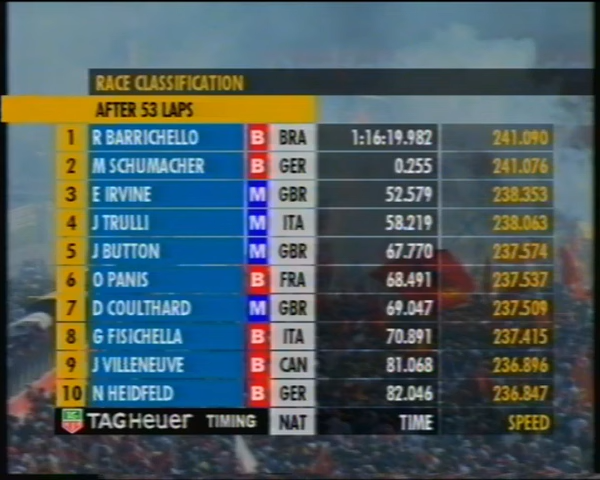 RACE CLASSIFICATION
AFTER 53 LAPS
1 R BARRICHELLO B BRA 1:16:19.982 241.090
2 M SCHUMACHER B GER 0.255 241.076
3 E IRVINE M GBR 52.579 238.353
4 J TRULLI M ITA 58.219 238.063
5 J BUTTON M GBR 67.770 237.574
6 O PANIS B FRA 68.491 237.537
7 D COULTHARD M GBR 69.047 237.509
8 G FISICHELLA B ITA 70.891 237.415
9 J VILLENEUVE B CAN 81.068 236.896
10 N HEIDFELD B GER 82.046 236.847
TAGHeuer TIMING NAT TIME SPEED